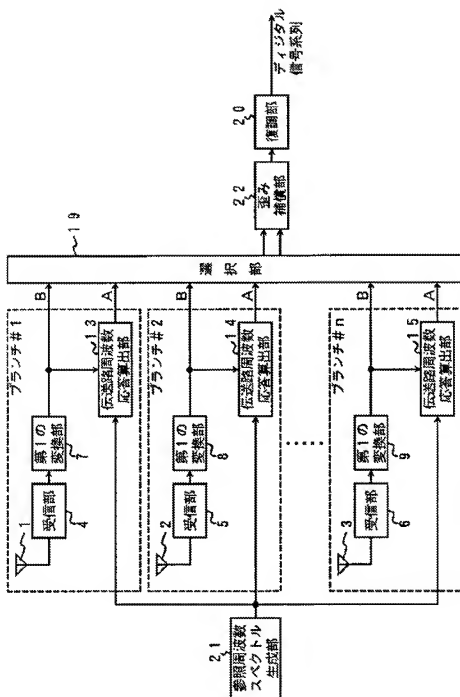 ブランチ#1
1
受信部
4
第1の
変換部
7
B
A
伝送路周波数
応答算出部
13
ブランチ#2
2
受信部
5
第1の
変換部
8
B
A
伝送路周波数
応答算出部
14
ブランチ#n
3
受信部
6
第1の
変換部
9
B
A
伝送路周波数
応答算出部
15
参照周波数
スペクトル
生成部
21
選択部
19
歪み
補償部
22
復調部
20
ディジタル
信号系列